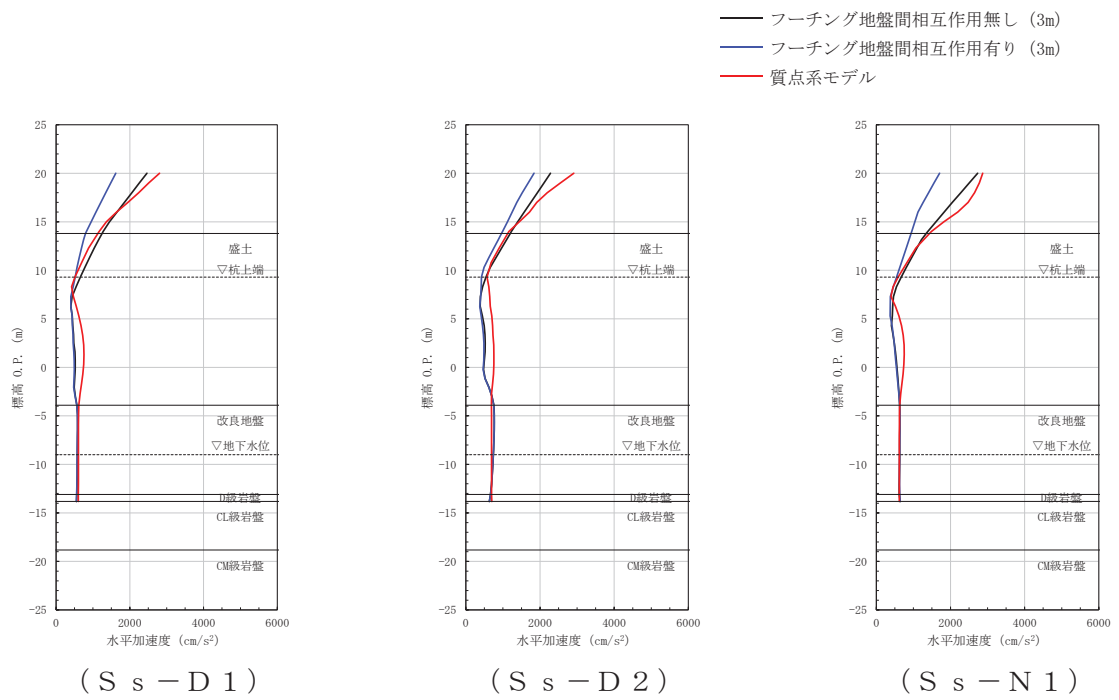 フーチング地盤間相互作用無し (3m)
フーチング地盤間相互作用有り (3m)
質点系モデル
25
20
15
10
5
0
-5
-10
-15
-20
-25
標高 O.P. (m)
盛土
▽杭上端
改良地盤
▽地下水位
D級岩盤
CL級岩盤
CM級岩盤
0 2000 4000 6000
水平加速度 (cm/s²)
(Ss－D1)
25
20
15
10
5
0
-5
-10
-15
-20
-25
標高 O.P. (m)
盛土
▽杭上端
改良地盤
▽地下水位
D級岩盤
CL級岩盤
CM級岩盤
0 2000 4000 6000
水平加速度 (cm/s²)
(Ss－D2)
25
20
15
10
5
0
-5
-10
-15
-20
-25
標高 O.P. (m)
盛土
▽杭上端
改良地盤
▽地下水位
D級岩盤
CL級岩盤
CM級岩盤
0 2000 4000 6000
水平加速度 (cm/s²)
(Ss－N1)